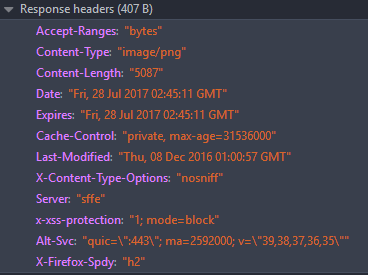 Response headers (407 B)
Accept-Ranges: "bytes"
Content-Type: "image/png"
Content-Length: "5087"
Date: "Fri, 28 Jul 2017 02:45:11 GMT"
Expires: "Fri, 28 Jul 2017 02:45:11 GMT"
Cache-Control: "private, max-age=31536000"
Last-Modified: "Thu, 08 Dec 2016 01:00:57 GMT"
X-Content-Type-Options: "nosniff"
Server: "sffe"
x-xss-protection: "1; mode=block"
Alt-Svc: "quic=\":443\"; ma=2592000; v=\"39,38,37,36,35\""
X-Firefox-Spdy: "h2"